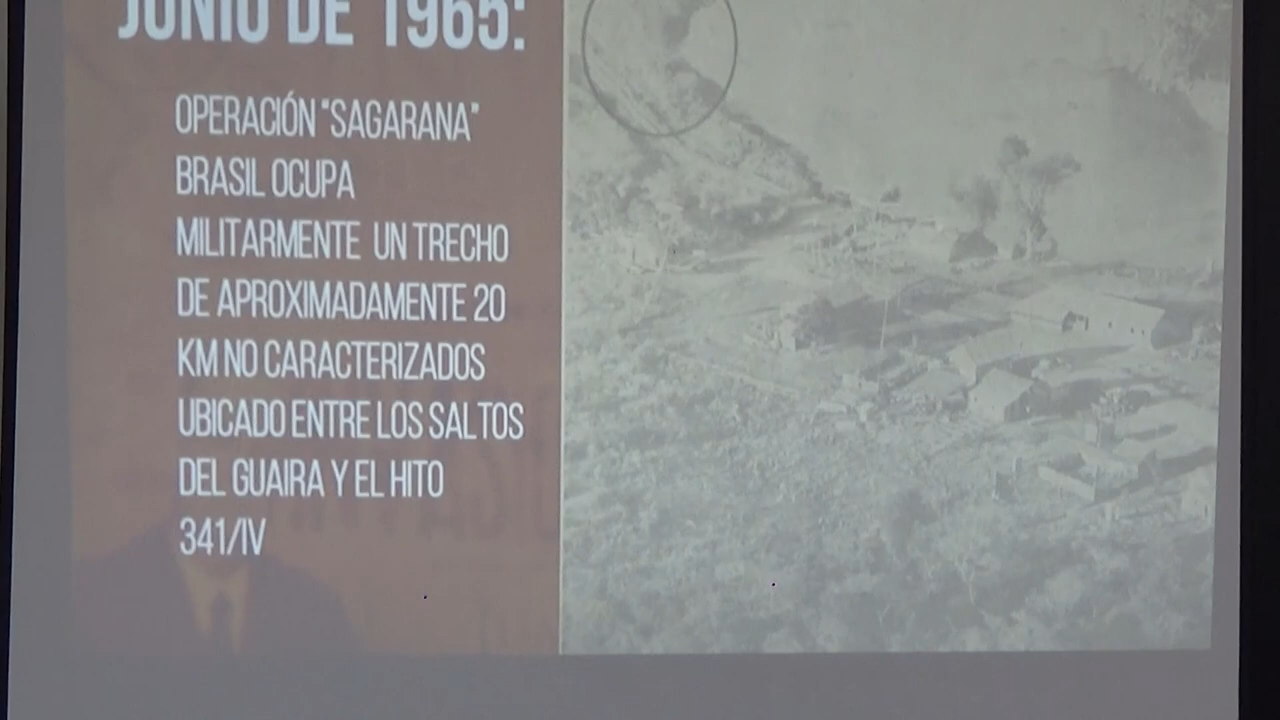 JUNIO DE 1965:
OPERACIÓN "SAGARANA"
BRASIL OCUPA
MILITARMENTE UN TRECHO
DE APROXIMADAMENTE 20
KM NO CARACTERIZADOS
UBICADO ENTRE LOS SALTOS
DEL GUAIRA Y EL HITO
341/IV